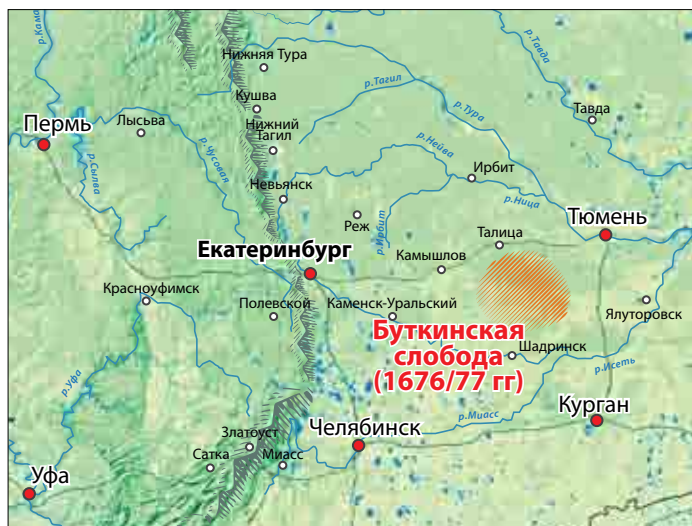 р.Кама
Нижняя Тура
р.Тавда
р.Тагил
Кушва
р.Тура
Тавда
Пермь
Лысьва
Нижний
Тагил
р.Чусовая
р.Нейва
р.Сылва
Ирбит
Невьянск
р.Ница
Реж
р.Ирбит
Тюмень
Талица
Екатеринбург
Камышлов
Красноуфимск
Полевской
Каменск-Уральский
Ялуторовск
Буткинская
слобода
(1676/77 гг)
Шадринск
р.Исеть
р.Уфа
р.Миасс
Курган
Златоуст
Челябинск
Сатка
Миасс
Уфа